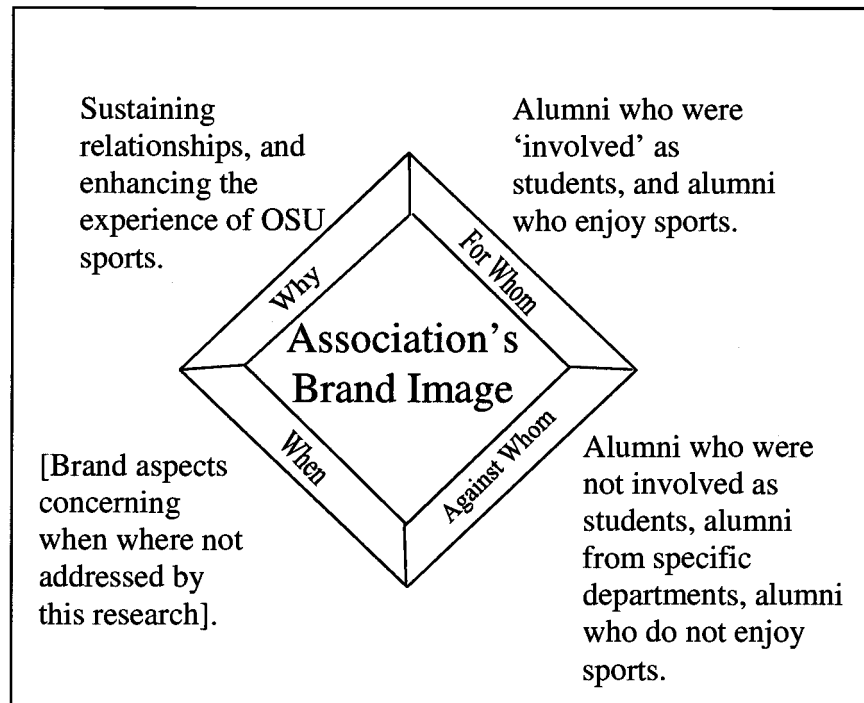 Sustaining
relationships, and
enhancing the
experience of OSU
sports.
Alumni who were
‘involved’ as
students, and alumni
who enjoy sports.
Why
For Whom
Association’s
Brand Image
When
Against Whom
[Brand aspects
concerning
when where not
addressed by
this research].
Alumni who were
not involved as
students, alumni
from specific
departments, alumni
who do not enjoy
sports.